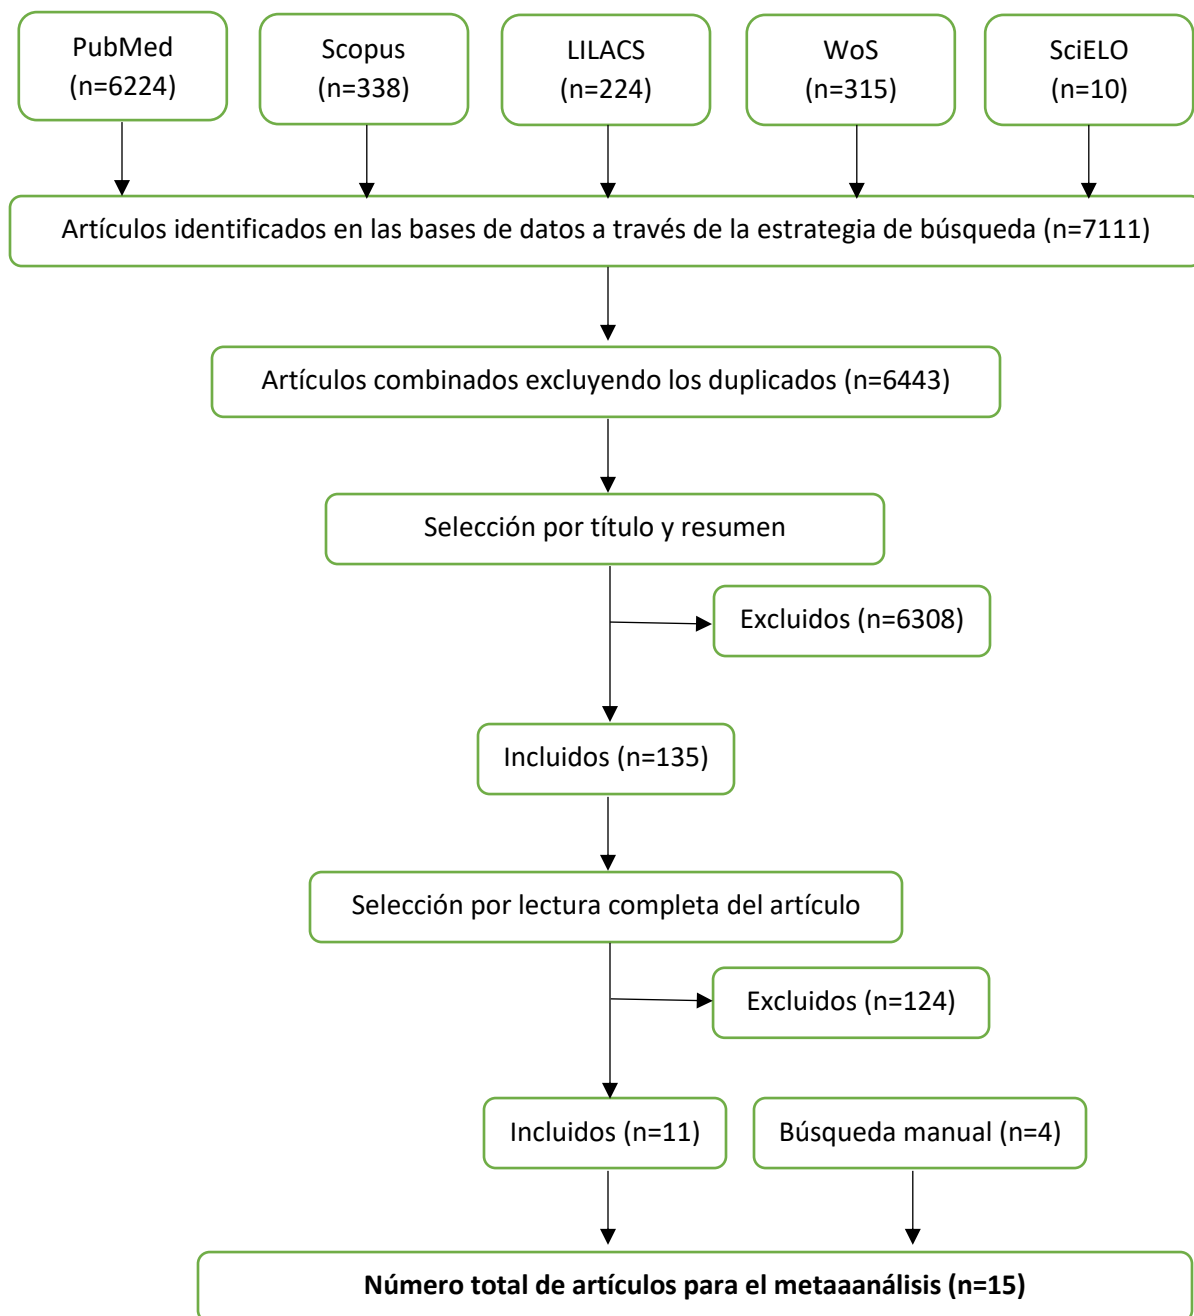 PubMed
(n=6224)
Scopus
(n=338)
LILACS
(n=224)
WoS
(n=315)
SciELO
(n=10)
Artículos identificados en las bases de datos a través de la estrategia de búsqueda (n=7111)
Artículos combinados excluyendo los duplicados (n=6443)
Selección por título y resumen
Excluidos (n=6308)
Incluidos (n=135)
Selección por lectura completa del artículo
Excluidos (n=124)
Incluidos (n=11)
Búsqueda manual (n=4)
Número total de artículos para el metaaanálisis (n=15)